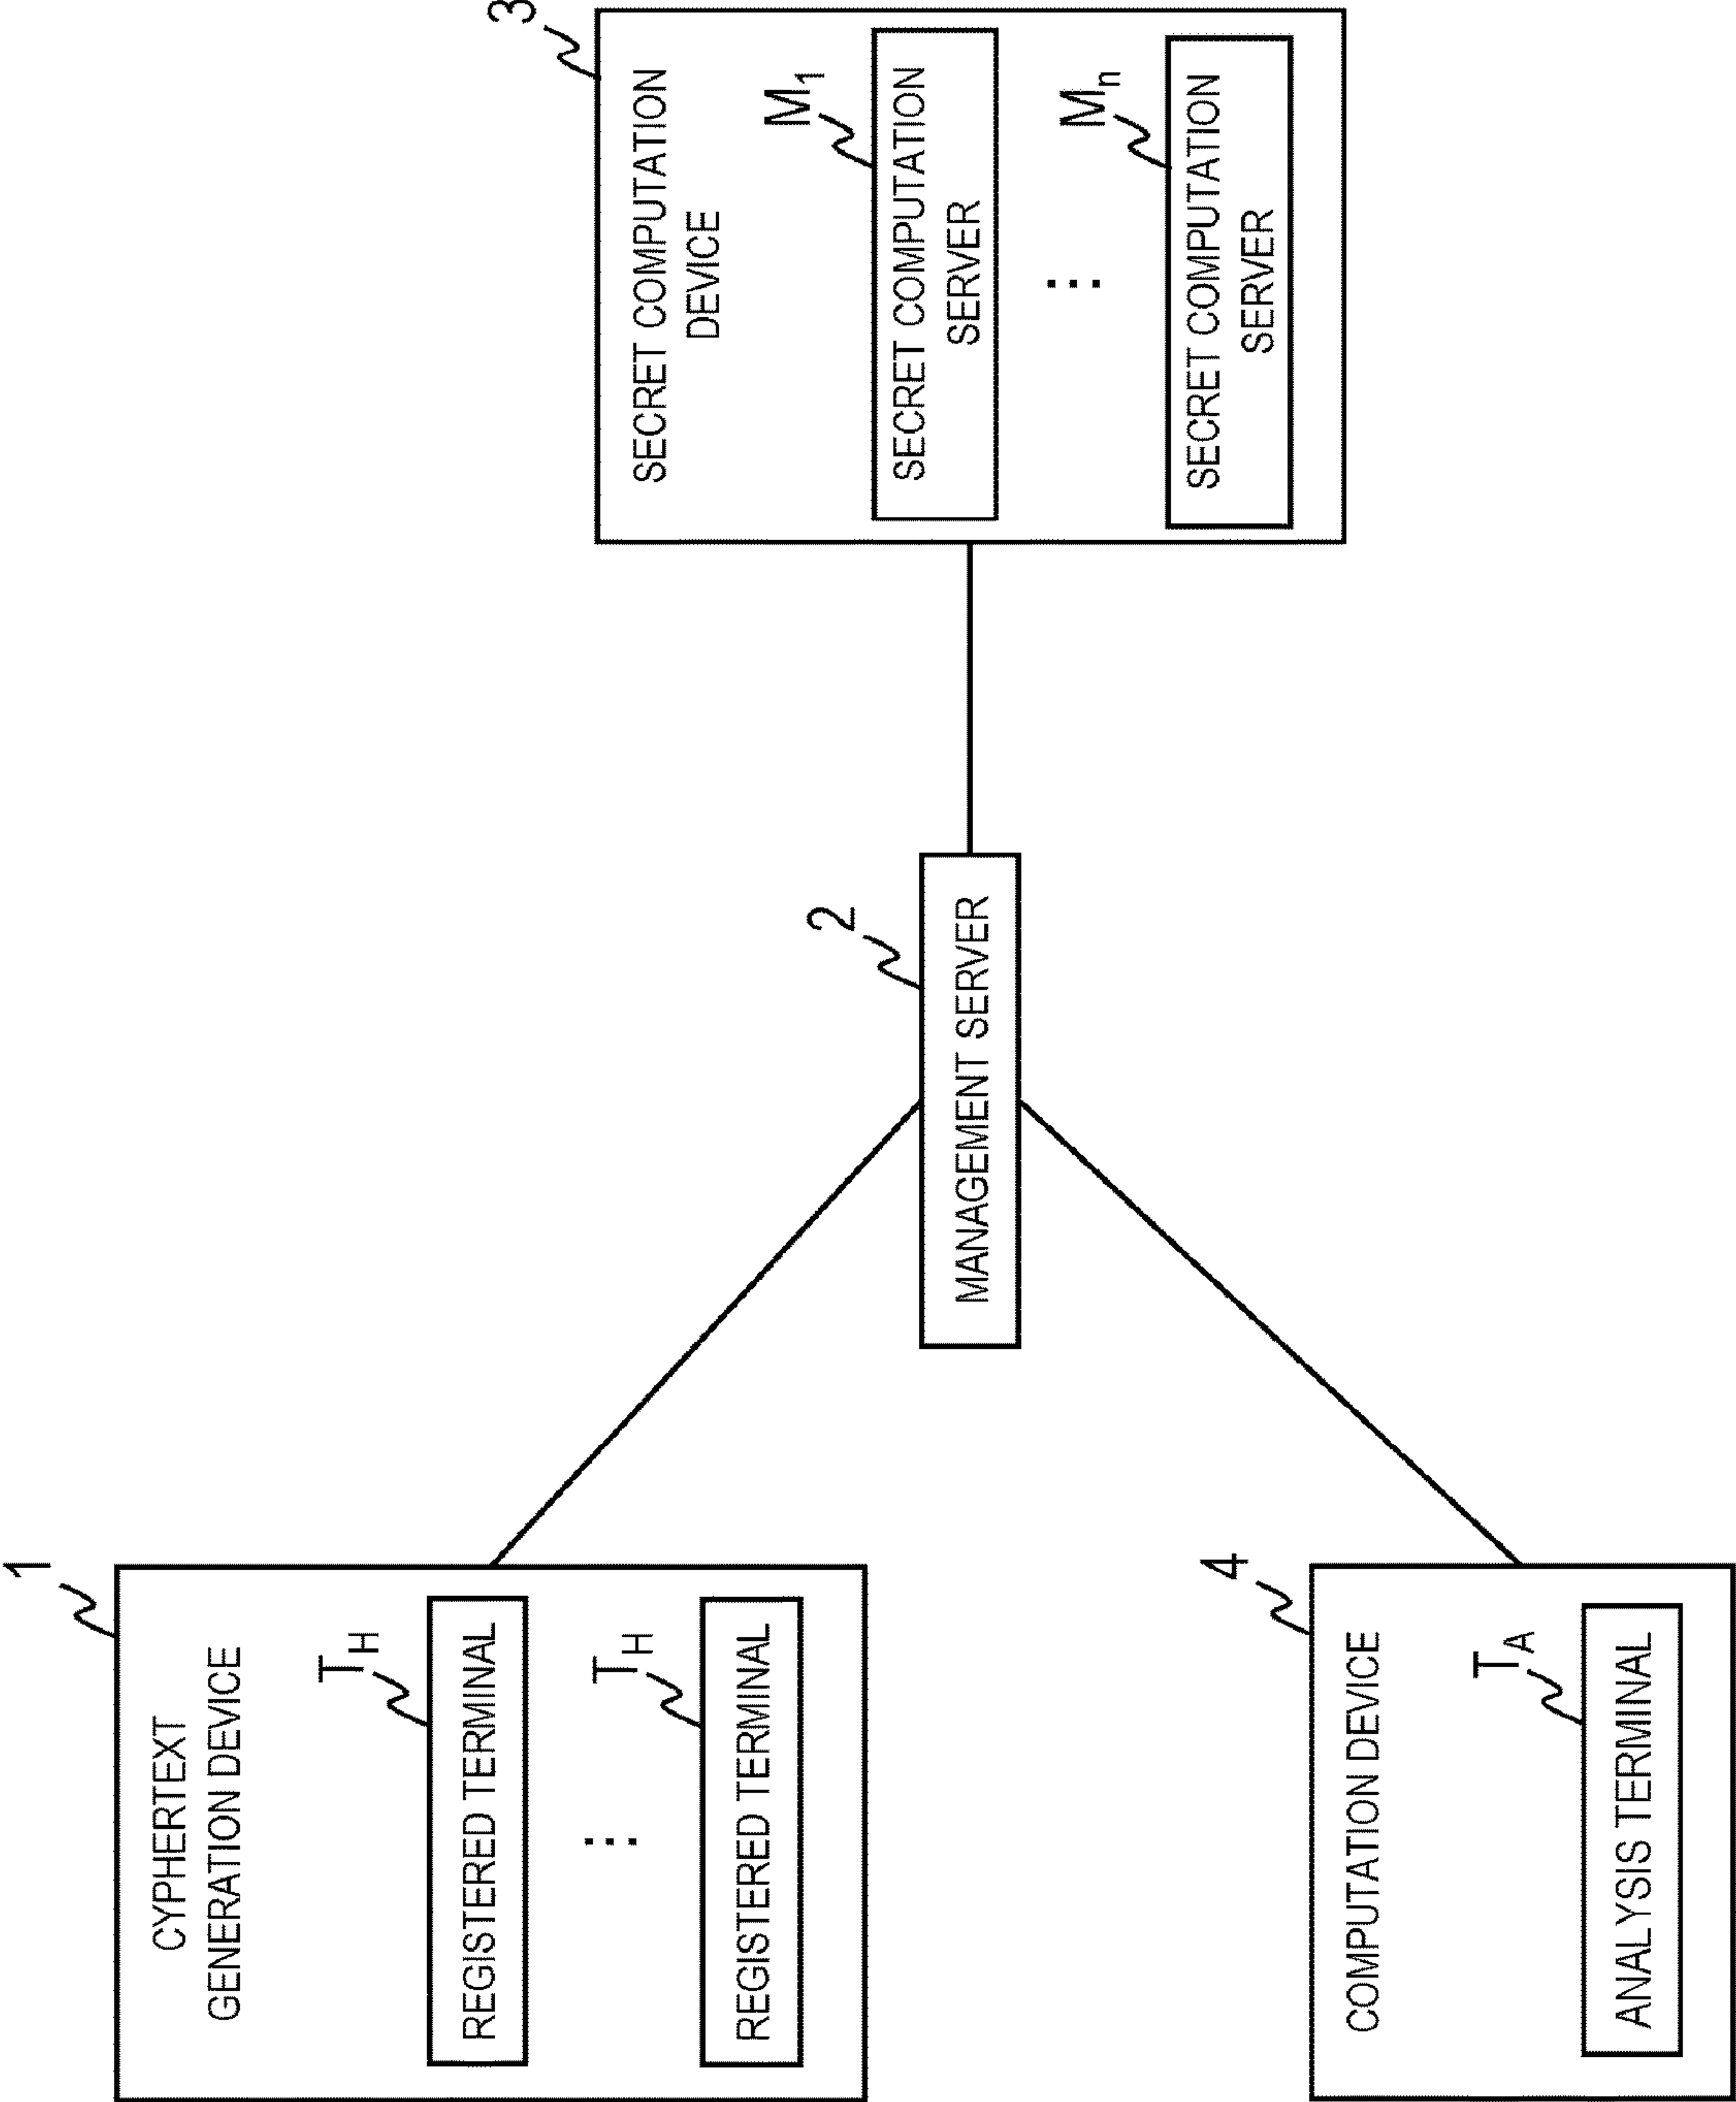 1
CYPHERTEXT
GENERATION DEVICE
TH
REGISTERED TERMINAL
⋮
TH
REGISTERED TERMINAL
2
MANAGEMENT SERVER
3
SECRET COMPUTATION
DEVICE
M1
SECRET COMPUTATION
SERVER
⋮
Mn
SECRET COMPUTATION
SERVER
4
COMPUTATION DEVICE
TA
ANALYSIS TERMINAL